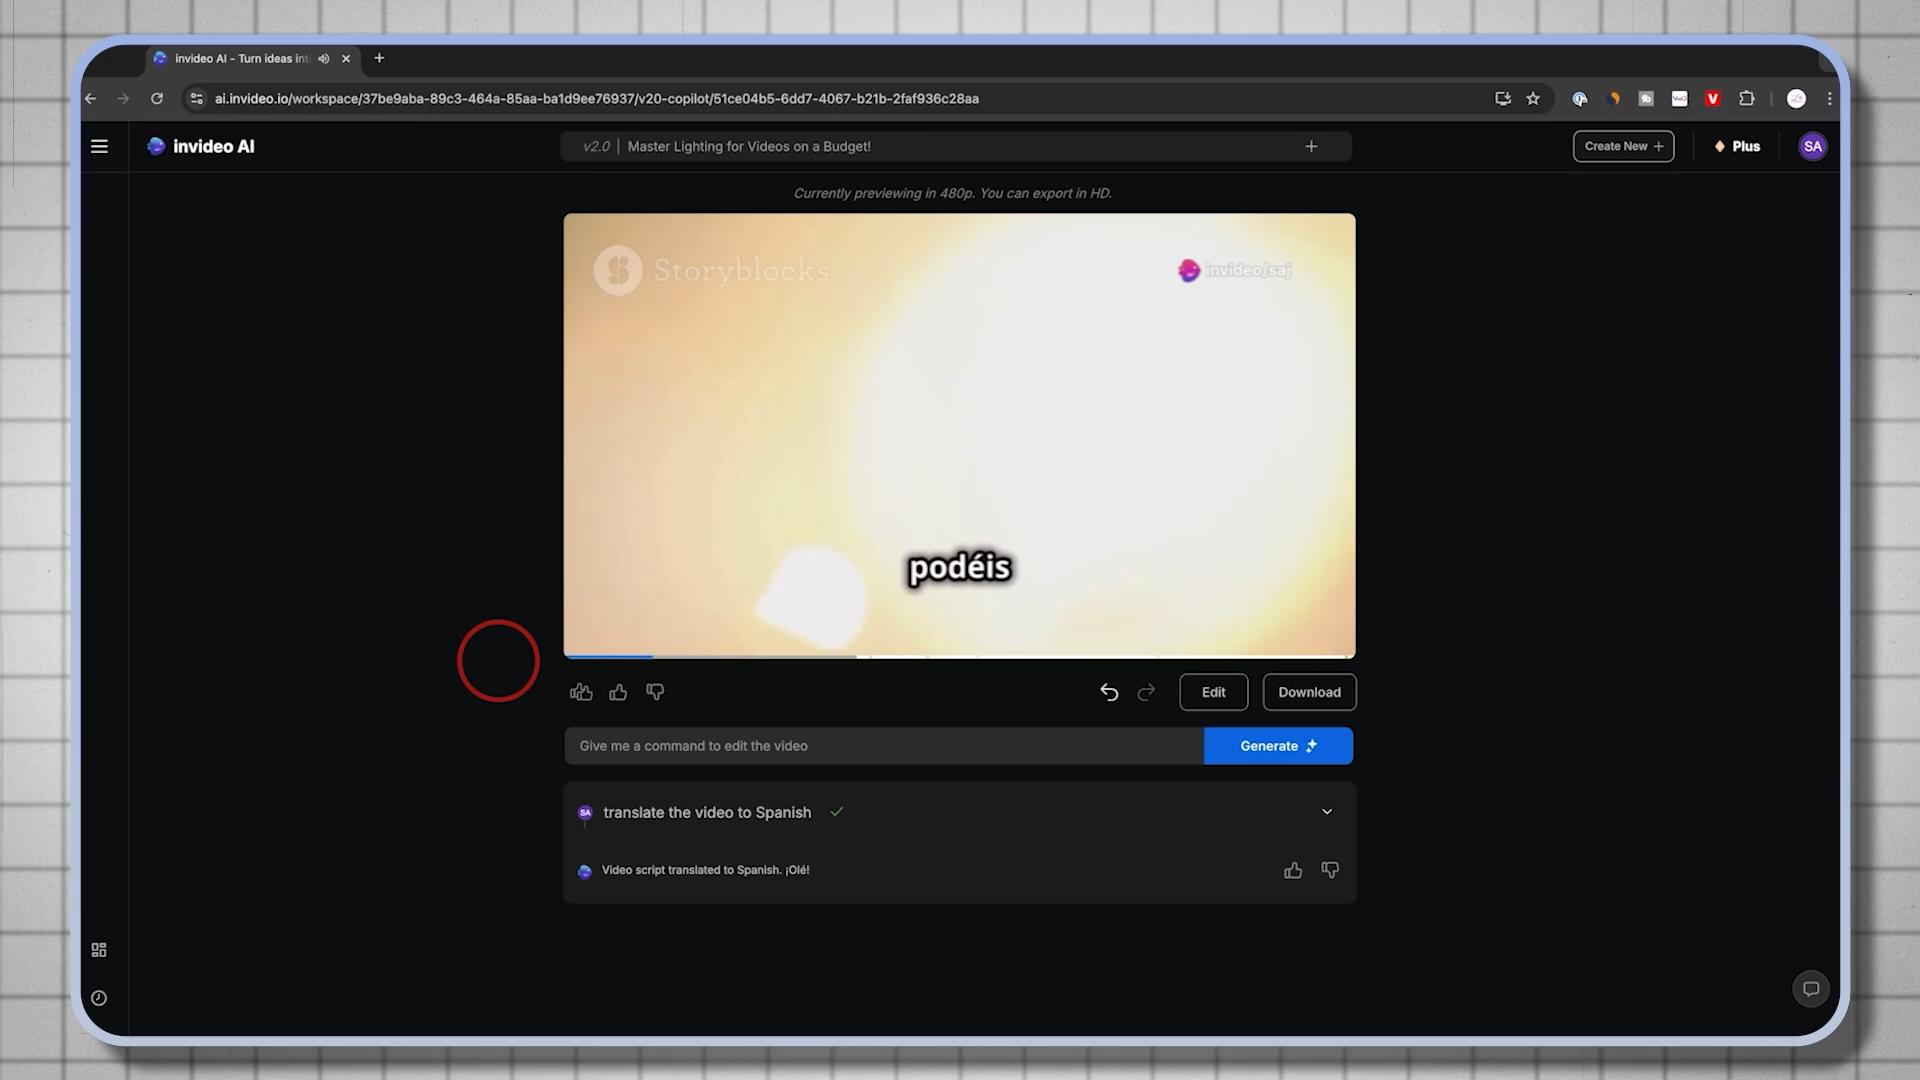 invideo AI - Turn ideas int
ai.invideo.io/workspace/37be9aba-89c3-464a-85aa-ba1d9ee76937/v20-copilot/51ce04b5-6dd7-4067-b21b-2faf936c28aa
invideo AI
v2.0 | Master Lighting for Videos on a Budget!
Create New +
Plus
SA
Currently previewing in 480p. You can export in HD.
Storyblocks
invideo/saj
podéis
Edit
Download
Give me a command to edit the video
Generate
SA translate the video to Spanish
Video script translated to Spanish. ¡Olé!